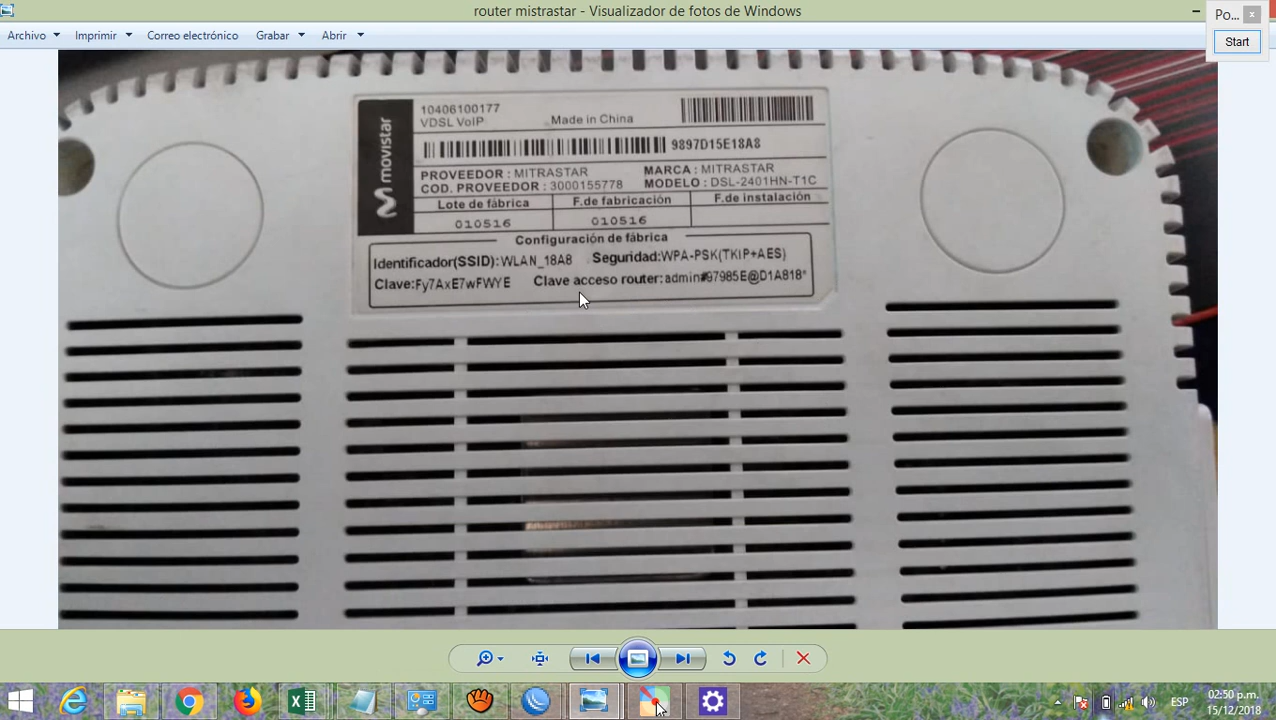 router mistrastar - Visualizador de fotos de Windows
Po... x
Archivo Imprimir Correo electrónico Grabar Abrir
Start
movistar
10406100177
VDSL VoIP Made in China
9897D15E18A8
PROVEEDOR : MITRASTAR MARCA : MITRASTAR
COD. PROVEEDOR : 3000155778 MODELO : DSL-2401HN-T1C
Lote de fábrica F.de fabricación F.de instalación
010516 010516
Configuración de fábrica
Identificador(SSID):WLAN_18A8 Seguridad:WPA-PSK(TKIP+AES)
Clave:Fy7AxE7wFWYE Clave acceso router:admin#97985E@D1A818*
ESP
02:50 p.m.
15/12/2018